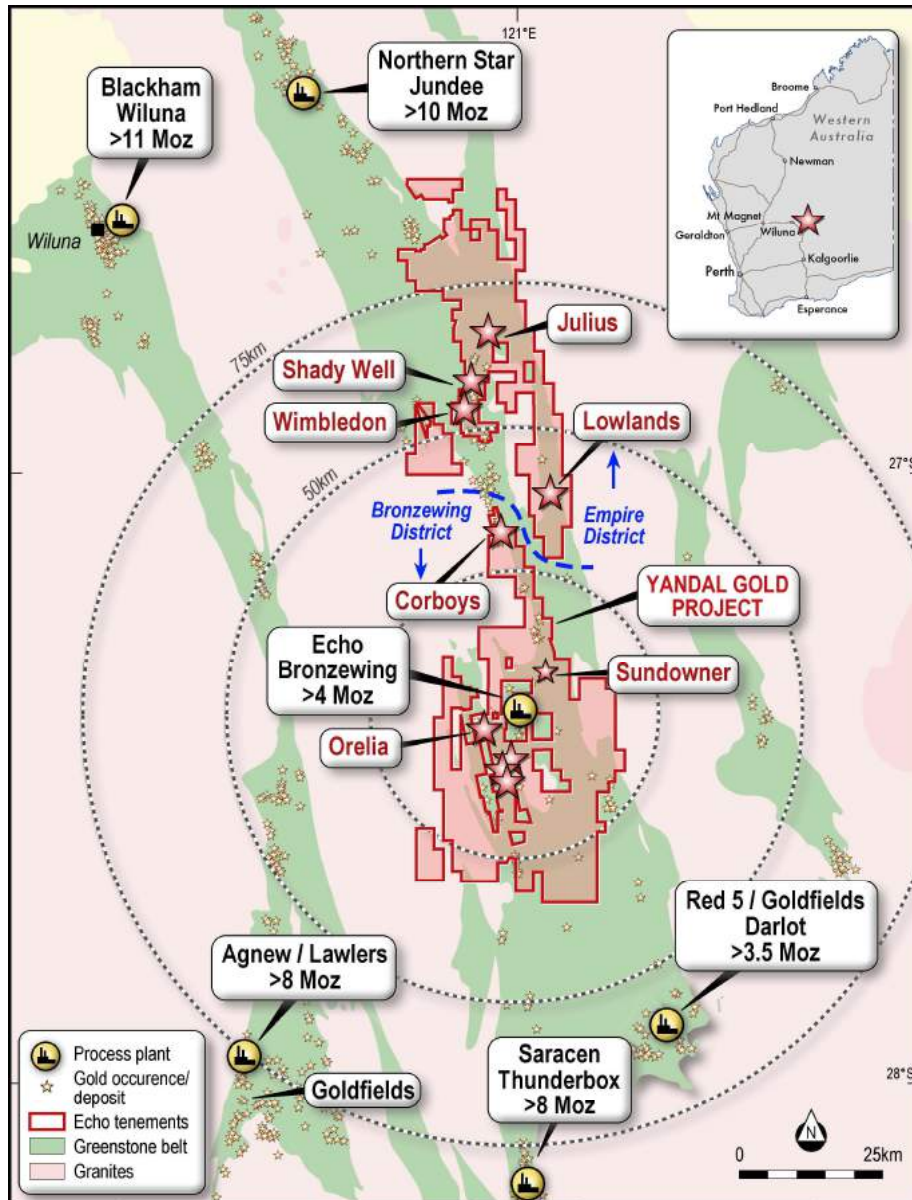 121°E
Northern Star
Jundee
>10 Moz
Blackham
Wiluna
>11 Moz
Wiluna
Broome
Port Hedland
Western
Australia
Newman
Mt Magnet
Wiluna
Geraldton
Kalgoorlie
Perth
Esperance
75km
Julius
Shady Well
Wimbledon
Lowlands
50km
27°S
Bronzewing
District
Empire
District
Corboys
YANDAL GOLD
PROJECT
Echo
Bronzewing
>4 Moz
Sundowner
Orelia
Red 5 / Goldfields
Darlot
>3.5 Moz
Agnew / Lawlers
>8 Moz
Saracen
Thunderbox
>8 Moz
Goldfields
28°S
Process plant
Gold occurence/
deposit
Echo tenements
Greenstone belt
Granites
N
0 25km